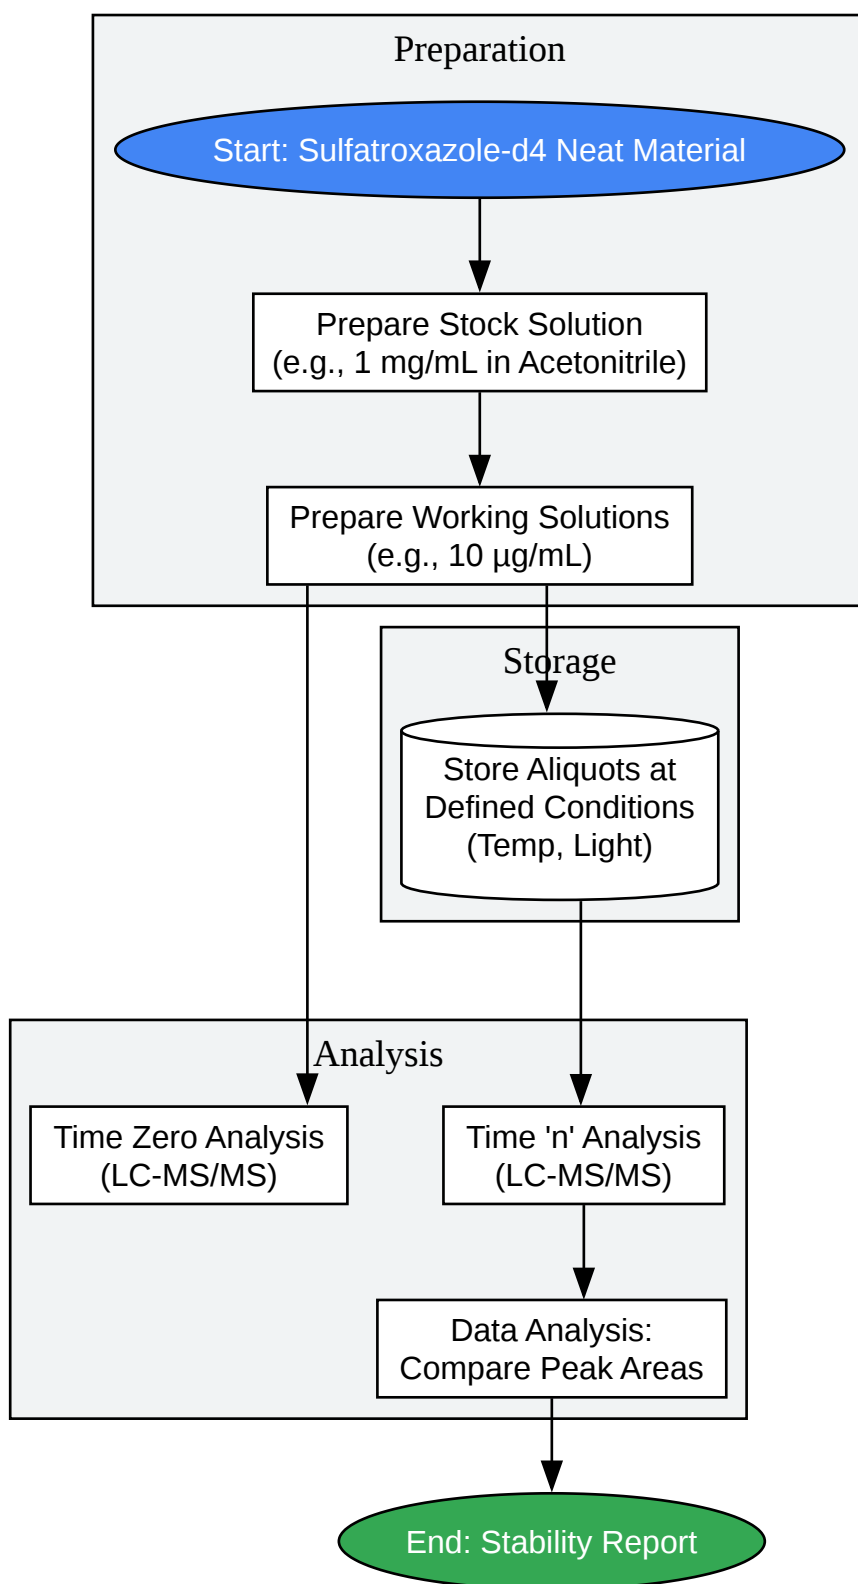 Preparation
Start: Sulfatroxazole-d4 Neat Material
Prepare Stock Solution
(e.g., 1 mg/mL in Acetonitrile)
Prepare Working Solutions
(e.g., 10 µg/mL)
Storage
Store Aliquots at
Defined Conditions
(Temp, Light)
Analysis
Time Zero Analysis
(LC-MS/MS)
Time 'n' Analysis
(LC-MS/MS)
Data Analysis:
Compare Peak Areas
End: Stability Report